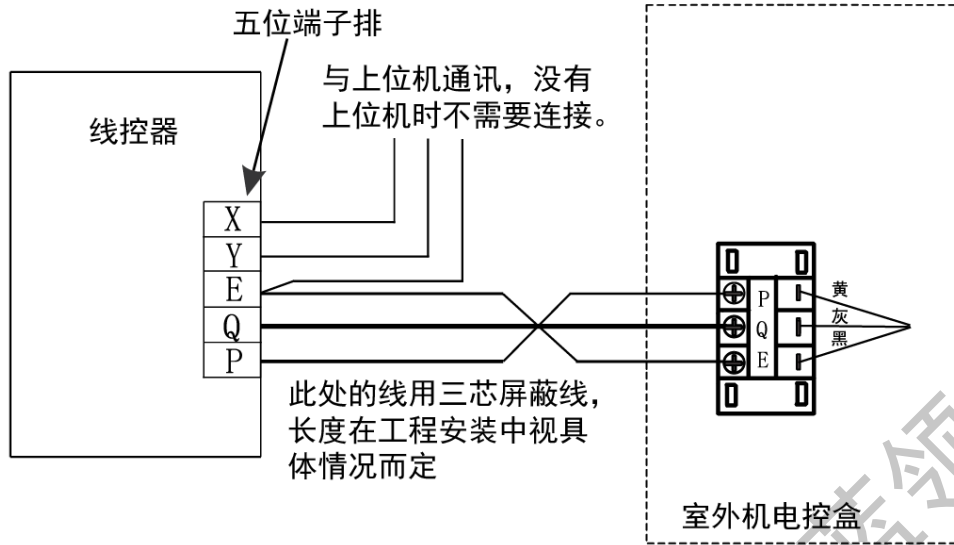 五位端子排
与上位机通讯，没有
上位机时不需要连接。
线控器
X
Y
E
Q
P
P
Q
E
黄
灰
黑
此处的线用三芯屏蔽线，
长度在工程安装中视具
体情况而定
室外机电控盒